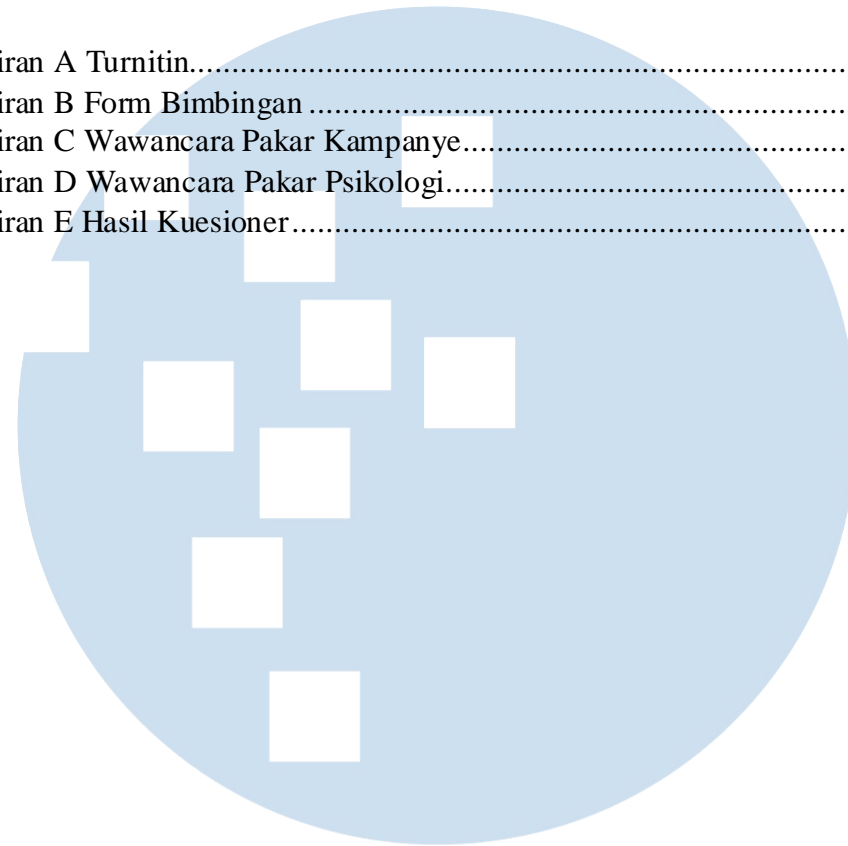 iran A Turnitin..........................................................................................
iran B Form Bimbingan ..........................................................................
iran C Wawancara Pakar Kampanye......................................................
iran D Wawancara Pakar Psikologi........................................................
iran E Hasil Kuesioner............................................................................